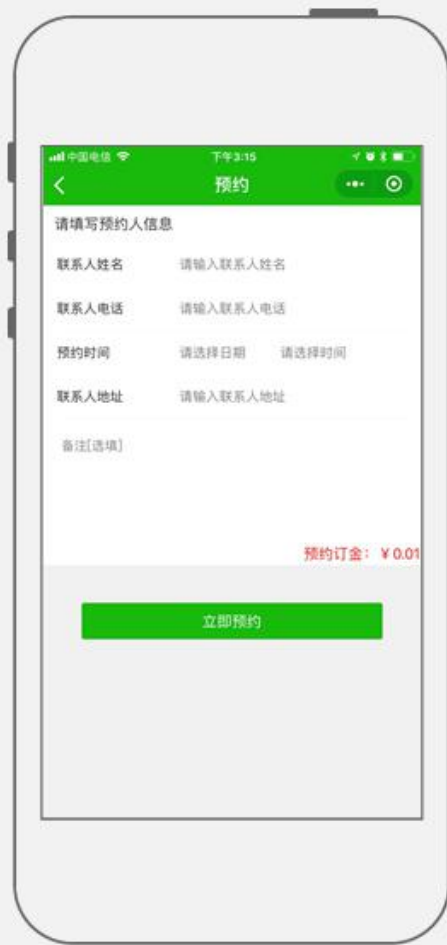 中国电信 下午3:15
预约
请填写预约人信息
联系人姓名 请输入联系人姓名
联系人电话 请输入联系人电话
预约时间 请选择日期 请选择时间
联系人地址 请输入联系人地址
备注[选填]
预约订金：￥0.01
立即预约